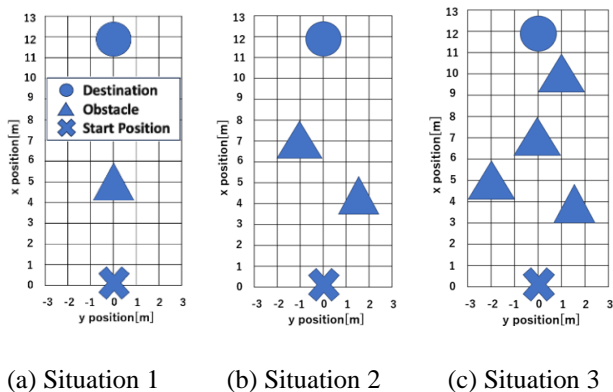 13
12
11
10
9
8
7
6
5
4
3
2
1
0
x position[m]
-3 -2 -1 0 1 2 3
y position[m]
Destination
Obstacle
Start Position
(a) Situation 1
13
12
11
10
9
8
7
6
5
4
3
2
1
0
x position[m]
-3 -2 -1 0 1 2 3
y position[m]
(b) Situation 2
13
12
11
10
9
8
7
6
5
4
3
2
1
0
x position[m]
-3 -2 -1 0 1 2 3
y position[m]
(c) Situation 3